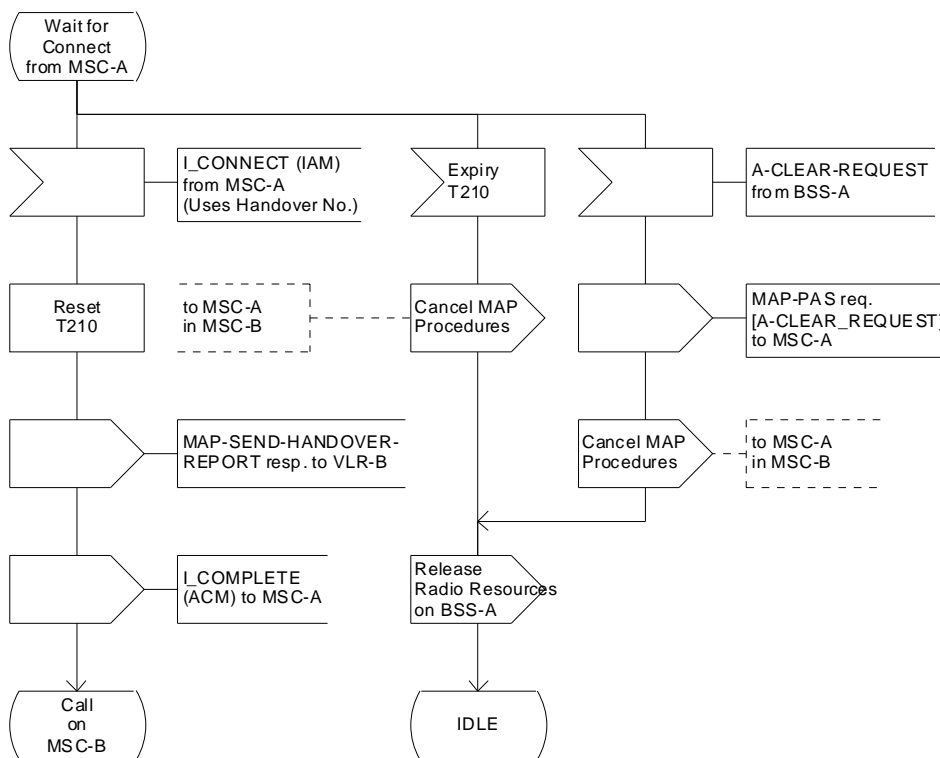 Wait for
Connect
from MSC-A
I_CONNECT (IAM)
from MSC-A
(Uses Handover No.)
Expiry
T210
A-CLEAR-REQUEST
from BSS-A
Reset
T210
to MSC-A
in MSC-B
Cancel MAP
Procedures
MAP-PAS req.
[A-CLEAR_REQUEST]
to MSC-A
MAP-SEND-HANDOVER-
REPORT resp. to VLR-B
Cancel MAP
Procedures
to MSC-A
in MSC-B
I_COMPLETE
(ACM) to MSC-A
Release
Radio Resources
on BSS-A
Call
on
MSC-B
IDLE